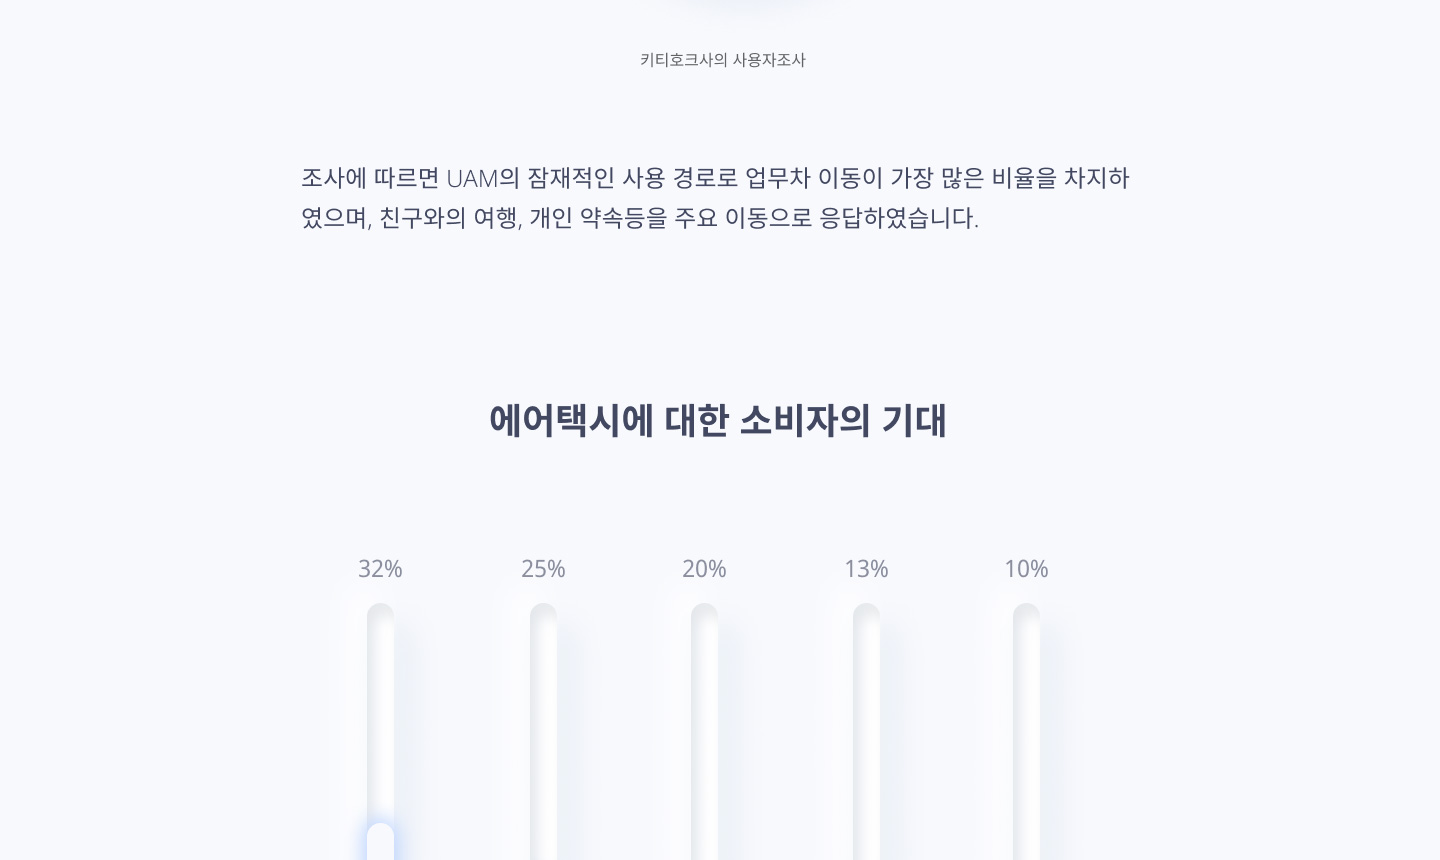 키티호크사의 사용자조사
조사에 따르면 UAM의 잠재적인 사용 경로로 업무차 이동이 가장 많은 비율을 차지하
였으며, 친구와의 여행, 개인 약속등을 주요 이동으로 응답하였습니다.
에어택시에 대한 소비자의 기대
32% 25% 20% 13% 10%